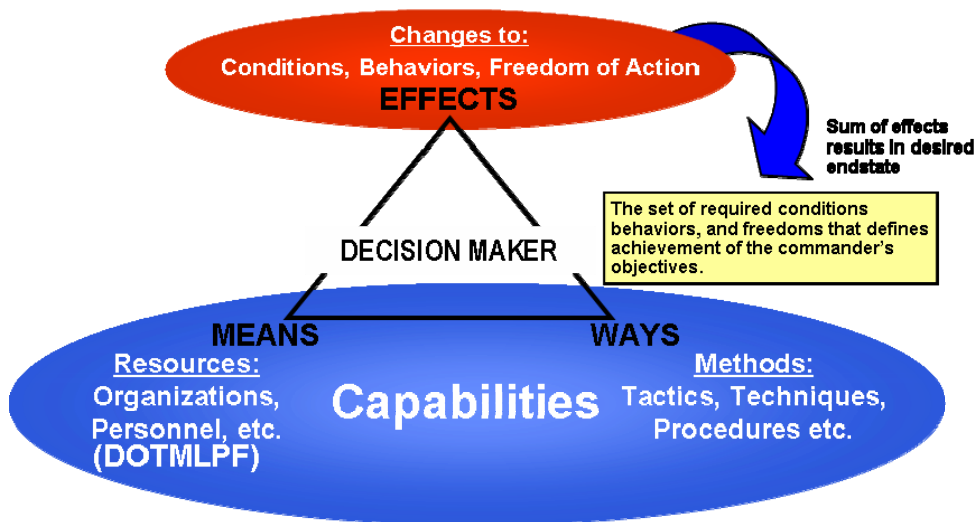 Changes to:
Conditions, Behaviors, Freedom of Action
EFFECTS
Sum of effects
results in desired
endstate
The set of required conditions
behaviors, and freedoms that defines
achievement of the commander's
objectives.
DECISION MAKER
MEANS
WAYS
Resources:
Organizations,
Personnel, etc.
(DOTMLPF)
Capabilities
Methods:
Tactics, Techniques,
Procedures etc.